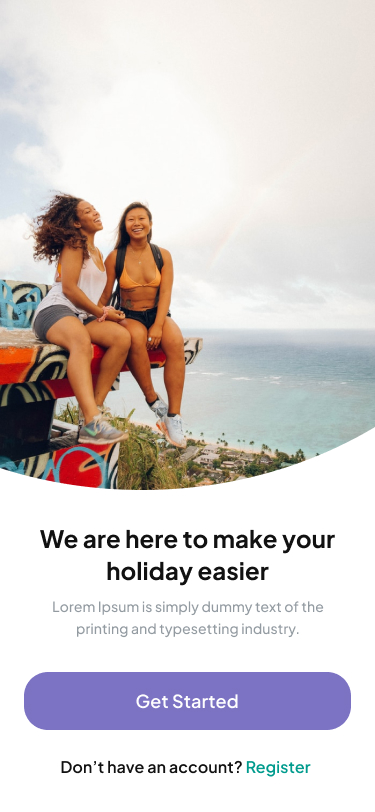 We are here to make your
holiday easier
Lorem Ipsum is simply dummy text of the
printing and typesetting industry.
Get Started
Don’t have an account? Register